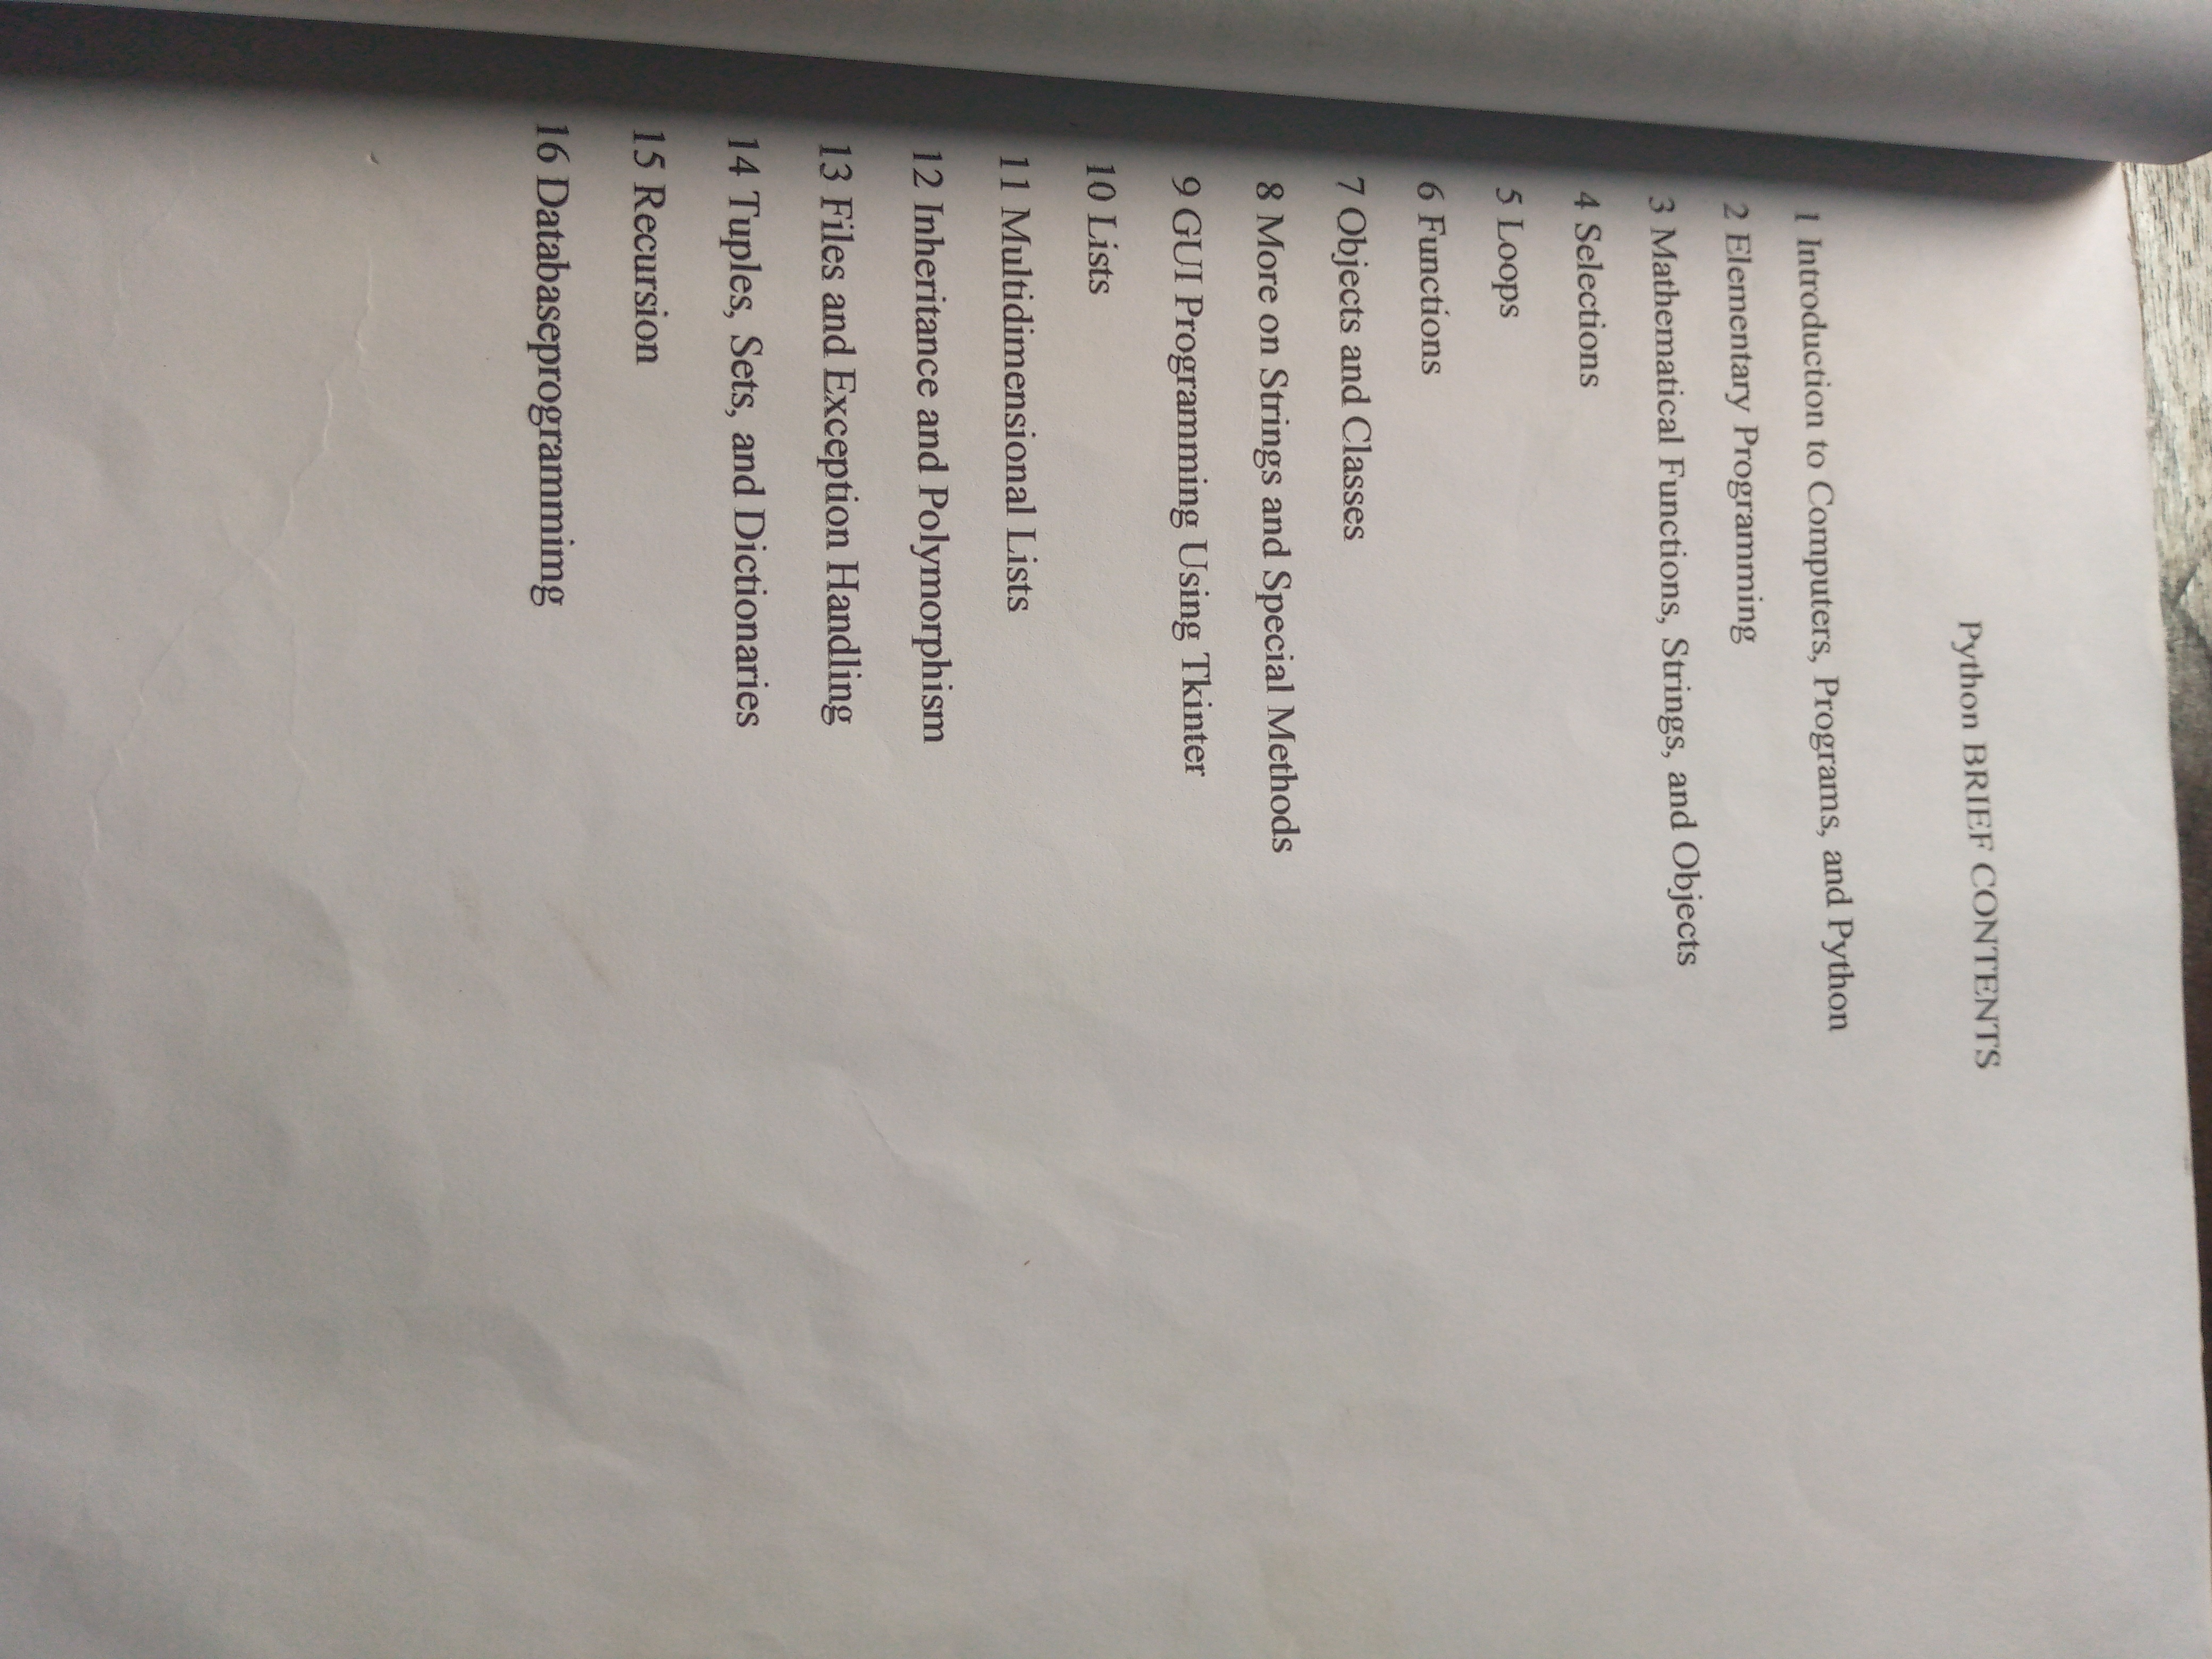 Python BRIEF CONTENTS
1 Introduction to Computers, Programs, and Python
2 Elementary Programming
3 Mathematical Functions, Strings, and Objects
4 Selections
5 Loops
6 Functions
7 Objects and Classes
8 More on Strings and Special Methods
9 GUI Programming Using Tkinter
10 Lists
11 Multidimensional Lists
12 Inheritance and Polymorphism
13 Files and Exception Handling
14 Tuples, Sets, and Dictionaries
15 Recursion
16 Databaseprogrammimg